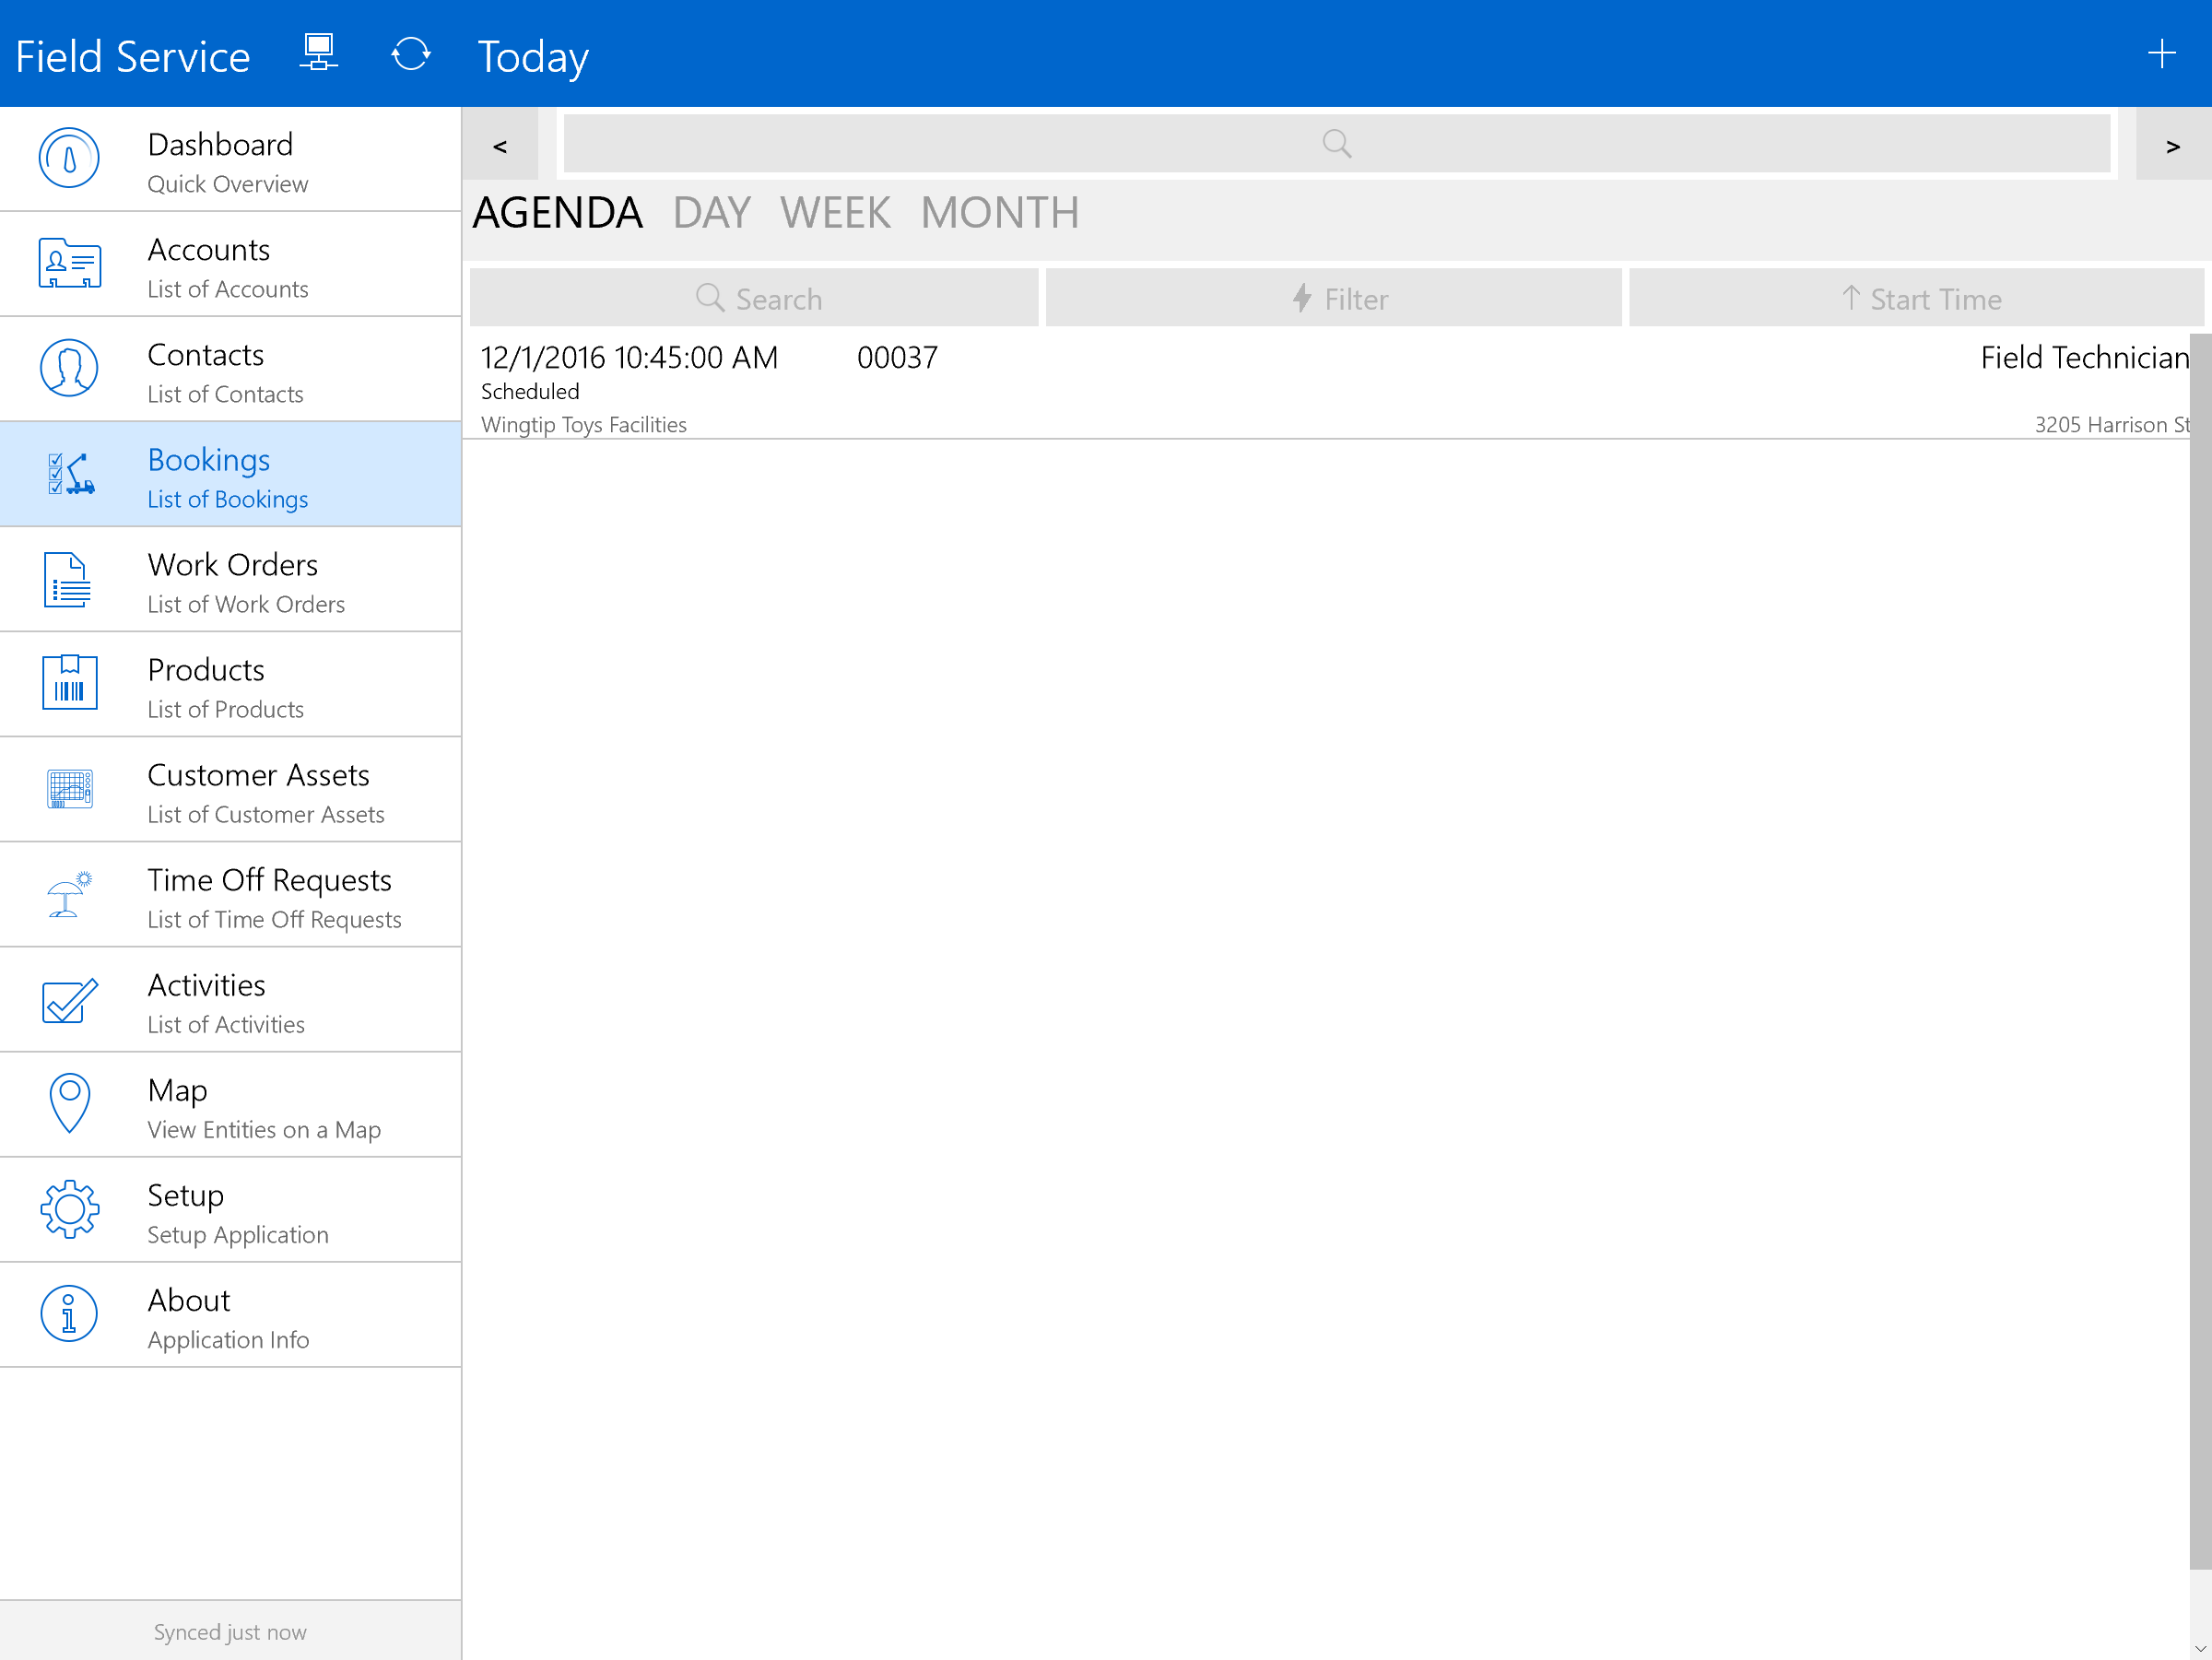 Field Service
Today
+
Dashboard
Quick Overview
Accounts
List of Accounts
Contacts
List of Contacts
Bookings
List of Bookings
Work Orders
List of Work Orders
Products
List of Products
Customer Assets
List of Customer Assets
Time Off Requests
List of Time Off Requests
Activities
List of Activities
Map
View Entities on a Map
Setup
Setup Application
About
Application Info
Synced just now
< >
AGENDA DAY WEEK MONTH
Search Filter ↑ Start Time
12/1/2016 10:45:00 AM 00037 Field Technician
Scheduled
Wingtip Toys Facilities 3205 Harrison St